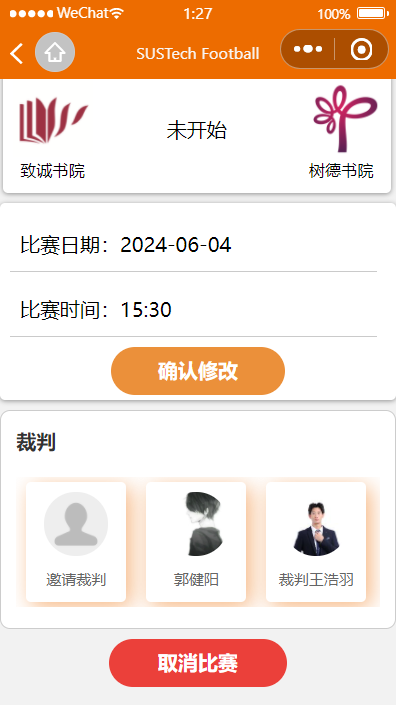 WeChat 1:27 100%
SUSTech Football
未开始
致诚书院 树德书院
比赛日期：2024-06-04
比赛时间：15:30
确认修改
裁判
邀请裁判 郭健阳 裁判王浩羽
取消比赛